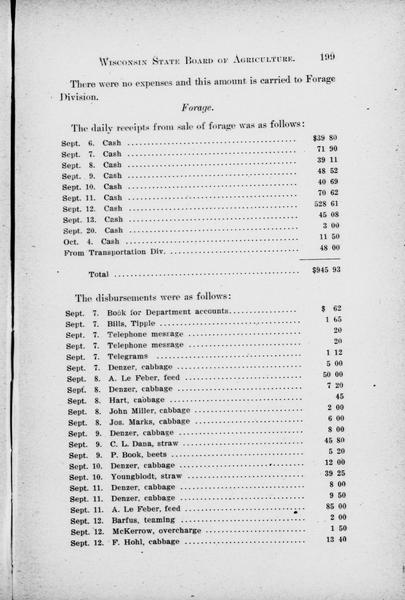 WISCONSIN STATE BOARD OF AGRICULTURE. 199
There were no expenses and this amount is carried to Forage
Division.
Forage.
The daily receipts from sale of forage was as follows:
Sept. 6. Cash ........ $39 80
Sept. 7. Cash ........ 71 90
Sept. 8. Cash ........ 39 11
Sept. 9. Cash ........ 48 52
Sept. 10. Cash ........ 40 69
Sept. 11. Cash ........ 70 62
Sept. 12. Cash ........ 528 61
Sept. 13. Cash ........ 45 08
Sept. 20. Cash ........ 3 00
Oct. 4. Cash ........ 11 50
From Transportation Div. ........ 48 00
Total ........ $945 93
The disbursements were as follows:
Sept. 7. Book for Department accounts ........ $ 62
Sept. 7. Bills, Tipple ........ 1 65
Sept. 7. Telephone message ........ 20
Sept. 7. Telephone message ........ 20
Sept. 7. Telegrams ........ 1 12
Sept. 7. Denzer, cabbage ........ 5 00
Sept. 8. A. Le Feber, feed ........ 50 00
Sept. 8. Denzer, cabbage ........ 7 20
Sept. 8. Hart, cabbage ........ 45
Sept. 8. John Miller, cabbage ........ 2 00
Sept. 8. Jos. Marks, cabbage ........ 6 00
Sept. 9. Denzer, cabbage ........ 8 00
Sept. 9. C. L. Dana, straw ........ 45 80
Sept. 9. P. Book, beets ........ 5 20
Sept. 10. Denzer, cabbage ........ 12 00
Sept. 10. Youngblodt, straw ........ 39 25
Sept. 11. Denzer, cabbage ........ 8 00
Sept. 11. Denzer, cabbage ........ 9 50
Sept. 11. A. Le Feber, feed ........ 85 00
Sept. 12. Barfus, teaming ........ 2 00
Sept. 12. McKerrow, overcharge ........ 1 50
Sept. 12. F. Hohl, cabbage ........ 13 40